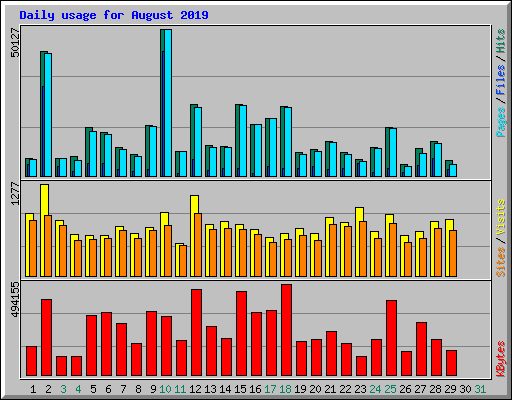 Daily usage for August 2019
50127
Pages / Files / Hits
1277
Sites / Visits
494155
KBytes
1 2 3 4 5 6 7 8 9 10 11 12 13 14 15 16 17 18 19 20 21 22 23 24 25 26 27 28 29 30 31